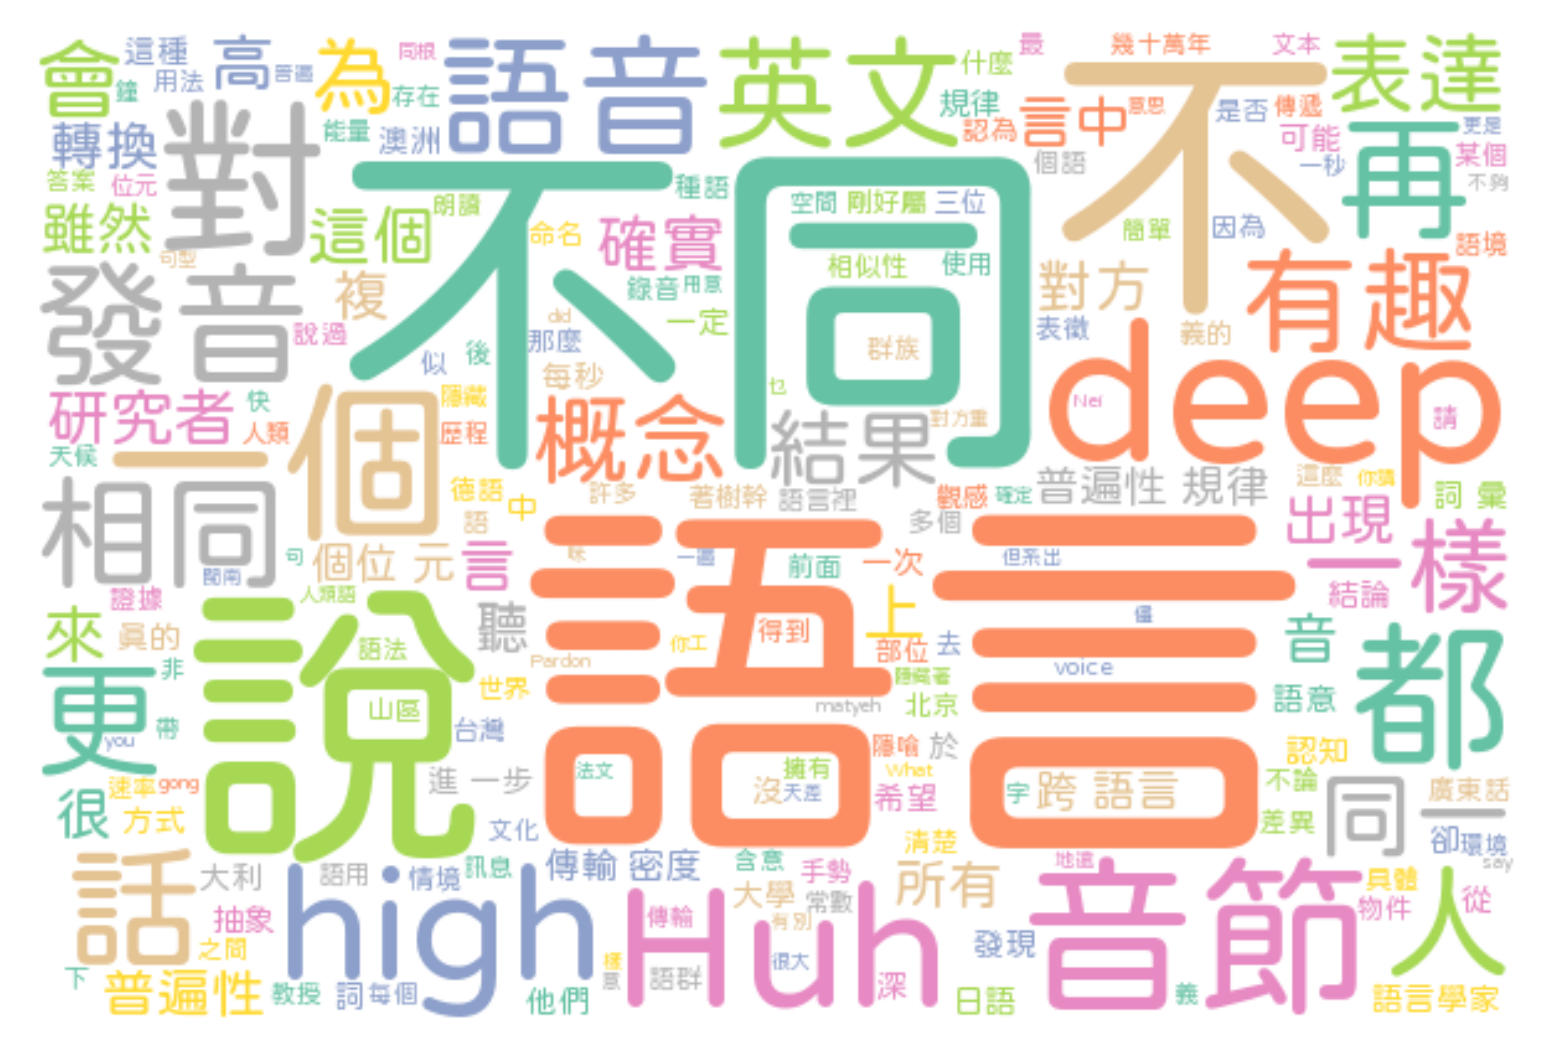 會
這種
高
同根
語音
英文
什麼
最
幾十萬年
文本
表達
鐘
用法
普遍
為
存在
規律
不
意思
是否
傳遞
轉換
對
能量
澳洲
認為
言中
可能
更是
再
某個
個語
一秒
不夠
答案
位元
種語
不同
雖然
這個
朗讀
命名
確實
空間
剛好屬
三位
簡單
因為
語境
句型
相似性
使用
發音
複
錄音
用意
對方
有趣
說過
did
那麼
一定
表徵
義的
似
後
群族
deep
每秒
乜
Nei
研究者
快
隱藏
概念
結果
對方重
請
人類
歷程
天候
一個
普遍性
規律
這麼
你講
相同
德語
中
許多
著樹幹
語言裡
觀感
確定
詞
彙
語
多個
出現
閩南
句
個位
元
言
咪
一遍
前面
一次
但系出
一樣
證據
人類語
結論
來
真的
說
聽
語言
上
僵
語法
你工
得到
部位
去
音
都
更
非
Pardon
隱藏著
voice
世界
山區
matyeh
北京
語意
you
帶
台灣
隱喻
於
認知
速率
gong
進
一步
法文
擁有
What
不論
很
方式
沒
天差
希望
字
跨
語言
同一
廣東話
文化
清楚
差異
卻
環境
say
話
大利
語用
情境
訊息
傳輸
密度
含意
手勢
地遠
具體
抽象
high
Huh
大學
常數
所有
音節
物件
人
從
之間
傳輸
有別
發現
下
普遍性
教授
詞
每個
他們
樣
意
語群
很大
深
日語
義
語言學家